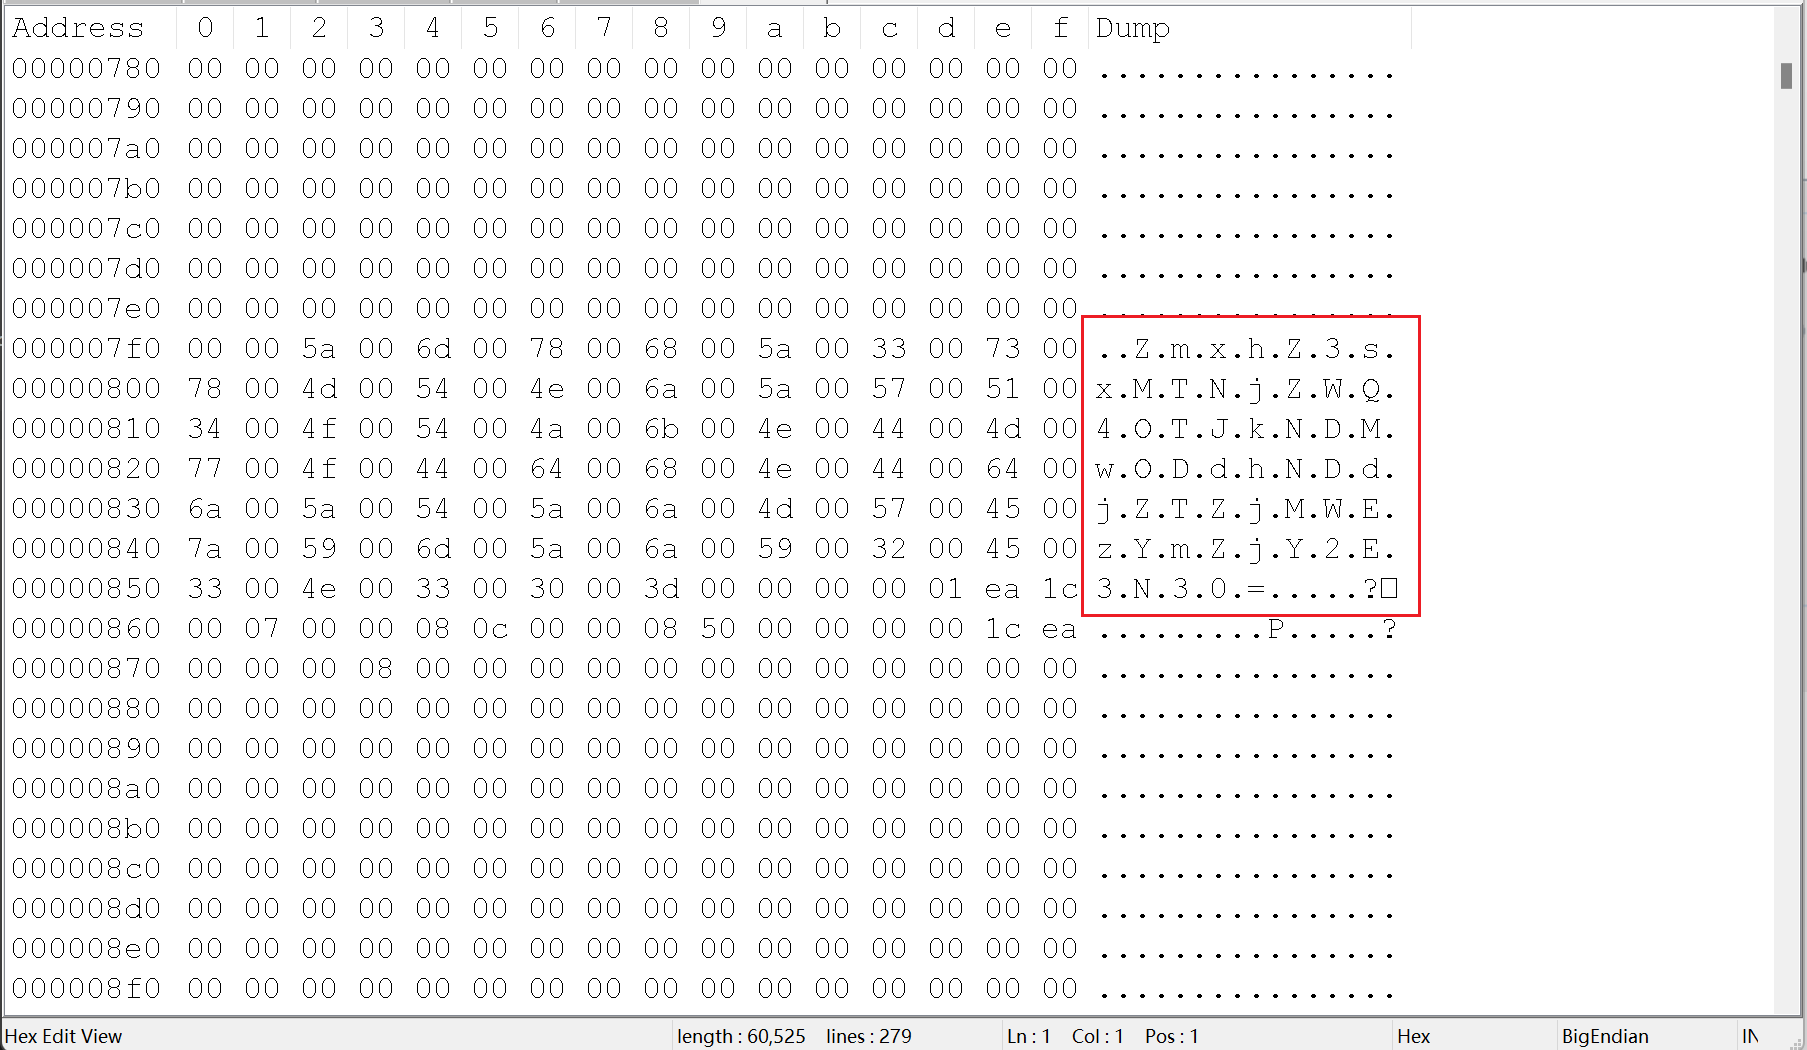 Address 0 1 2 3 4 5 6 7 8 9 a b c d e f Dump
00000780 00 00 00 00 00 00 00 00 00 00 00 00 00 00 00 00 ................
00000790 00 00 00 00 00 00 00 00 00 00 00 00 00 00 00 00 ................
000007a0 00 00 00 00 00 00 00 00 00 00 00 00 00 00 00 00 ................
000007b0 00 00 00 00 00 00 00 00 00 00 00 00 00 00 00 00 ................
000007c0 00 00 00 00 00 00 00 00 00 00 00 00 00 00 00 00 ................
000007d0 00 00 00 00 00 00 00 00 00 00 00 00 00 00 00 00 ................
000007e0 00 00 00 00 00 00 00 00 00 00 00 00 00 00 00 00 ................
000007f0 00 00 5a 00 6d 00 78 00 68 00 5a 00 33 00 73 00 ..Z.m.x.h.Z.3.s.
00000800 78 00 4d 00 54 00 4e 00 6a 00 5a 00 57 00 51 00 x.M.T.N.j.Z.W.Q.
00000810 34 00 4f 00 54 00 4a 00 6b 00 4e 00 44 00 4d 00 4.O.T.J.k.N.D.M.
00000820 77 00 4f 00 44 00 64 00 68 00 4e 00 44 00 64 00 w.O.D.d.h.N.D.d.
00000830 6a 00 5a 00 54 00 5a 00 6a 00 4d 00 57 00 45 00 j.Z.T.Z.j.M.W.E.
00000840 7a 00 59 00 6d 00 5a 00 6a 00 59 00 32 00 45 00 z.Y.m.Z.j.Y.2.E.
00000850 33 00 4e 00 33 00 30 00 3d 00 00 00 00 01 ea 1c 3.N.3.0.=.....?□
00000860 00 07 00 00 08 0c 00 00 08 50 00 00 00 00 1c ea .........P.....?
00000870 00 00 00 08 00 00 00 00 00 00 00 00 00 00 00 00 ................
00000880 00 00 00 00 00 00 00 00 00 00 00 00 00 00 00 00 ................
00000890 00 00 00 00 00 00 00 00 00 00 00 00 00 00 00 00 ................
000008a0 00 00 00 00 00 00 00 00 00 00 00 00 00 00 00 00 ................
000008b0 00 00 00 00 00 00 00 00 00 00 00 00 00 00 00 00 ................
000008c0 00 00 00 00 00 00 00 00 00 00 00 00 00 00 00 00 ................
000008d0 00 00 00 00 00 00 00 00 00 00 00 00 00 00 00 00 ................
000008e0 00 00 00 00 00 00 00 00 00 00 00 00 00 00 00 00 ................
000008f0 00 00 00 00 00 00 00 00 00 00 00 00 00 00 00 00 ................
Hex Edit View length : 60,525 lines : 279 Ln : 1 Col : 1 Pos : 1 Hex BigEndian